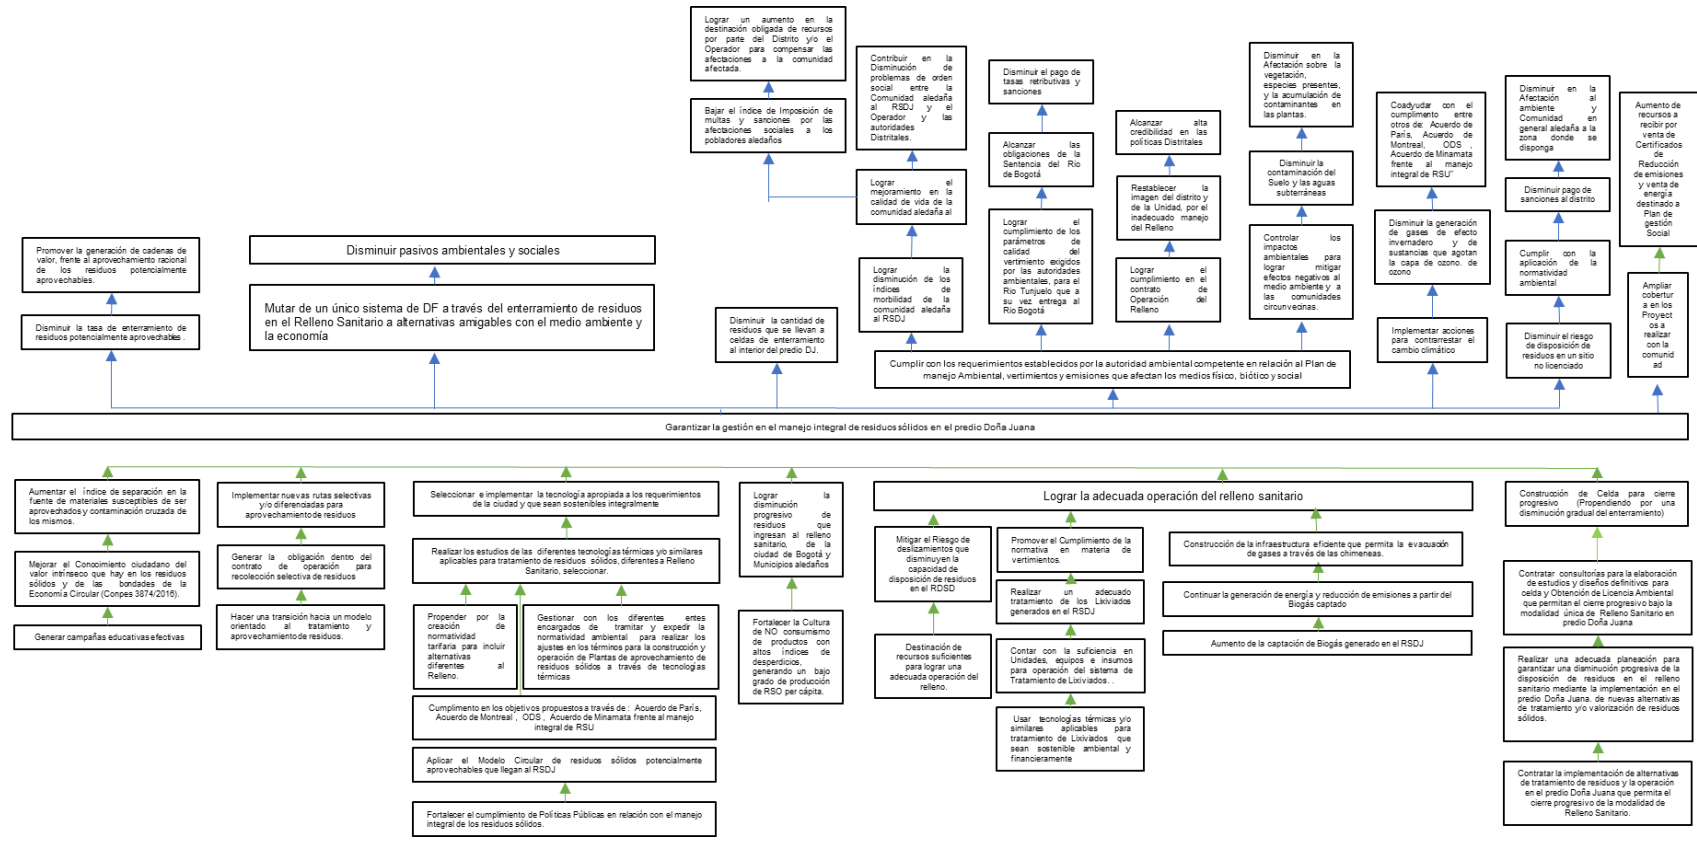 Lograr un aumento en la
destinación obligada de recursos
por parte del Distrito y/o el
Operador para compensar las
afectaciones a la comunidad
afectada.
Bajar el índice de Imposición de
multas y sanciones por las
afectaciones sociales a los
pobladores aledaños
Contribuir en la
Disminución de
problemas de orden
social entre la
Comunidad aledaña
al RSDJ y el
Operador y las
autoridades
Distritales.
Lograr el
mejoramiento en la
calidad de vida de la
comunidad aledaña al
Lograr la
disminución de los
índices de
morbilidad de la
comunidad aledaña
al RSDJ
Disminuir el pago de
tasas retributivas y
sanciones
Alcanzar las
obligaciones de la
Sentencia del Rio
de Bogotá
Lograr el
cumplimiento de los
parámetros de
calidad del
vertimiento exigidos
por las autoridades
ambientales, para el
Rio Tunjuelo que a
su vez entrega al
Rio Bogotá
Alcanzar alta
credibilidad en las
políticas Distritales
Restablecer la
imagen del distrito y
de la Unidad, por el
inadecuado manejo
del Relleno
Lograr el
cumplimiento en el
contrato de
Operación del
Relleno
Disminuir en la
Afectación sobre la
vegetación,
especies presentes,
y la acumulación de
contaminantes en
las plantas.
Disminuir la
contaminación del
Suelo y las aguas
subterráneas
Controlar los
impactos
ambientales para
lograr mitigar
efectos negativos al
medio ambiente y a
las comunidades
circunvecinas.
Coadyudar con el
cumplimento entre
otros de: Acuerdo de
París, Acuerdo de
Montreal, ODS ,
Acuerdo de Minamata
frente al manejo
integral de RSU"
Disminuir la generación
de gases de efecto
invernadero y de
sustancias que agotan
la capa de ozono. de
ozono
Implementar acciones
para contrarrestar el
cambio climático
Disminuir en la
Afectación al
ambiente y
Comunidad en
general aledaña a la
zona donde se
disponga
Disminuir pago de
sanciones al distrito
Cumplir con la
aplicación de la
normatividad
ambiental
Disminuir el riesgo
de disposición de
residuos en un sitio
no licenciado
Aumento de
recursos a
recibir por
venta de
Certificados
de
Reducción
de emisiones
y venta de
energía
destinado a
Plan de
gestión
Social
Ampliar
cobertur
a en los
Proyect
os a
realizar
con la
comunid
ad
Promover la generación de cadenas de
valor, frente al aprovechamiento racional
de los residuos potencialmente
aprovechables.
Disminuir la tasa de enterramiento de
residuos potencialmente aprovechables .
Disminuir pasivos ambientales y sociales
Mutar de un único sistema de DF a través del enterramiento de residuos
en el Relleno Sanitario a alternativas amigables con el medio ambiente y
la economía
Disminuir la cantidad de
residuos que se llevan a
celdas de enterramiento
al interior del predio DJ.
Cumplir con los requerimientos establecidos por la autoridad ambiental competente en relación al Plan de
manejo Ambiental, vertimientos y emisiones que afectan los medios físico, biótico y social
Garantizar la gestión en el manejo integral de residuos sólidos en el predio Doña Juana
Aumentar el índice de separación en la
fuente de materiales susceptibles de ser
aprovechados y contaminación cruzada de
los mismos.
Mejorar el Conocimiento ciudadano del
valor intrínseco que hay en los residuos
sólidos y de las bondades de la
Economía Circular (Conpes 3874/2016).
Generar campañas educativas efectivas
Implementar nuevas rutas selectivas
y/o diferenciadas para
aprovechamiento de residuos
Generar la obligación dentro del
contrato de operación para
recolección selectiva de residuos
Hacer una transición hacia un modelo
orientado al tratamiento y
aprovechamiento de residuos.
Seleccionar e implementar la tecnología apropiada a los requerimientos
de la ciudad y que sean sostenibles integralmente
Realizar los estudios de las diferentes tecnologías térmicas y/o similares
aplicables para tratamiento de residuos sólidos, diferentes a Relleno
Sanitario, seleccionar.
Propender por la
creación de
normatividad
tarifaria para incluir
alternativas
diferentes al
Relleno.
Gestionar con los diferentes entes
encargados de tramitar y expedir la
normatividad ambiental para realizar los
ajustes en los términos para la construcción y
operación de Plantas de aprovechamiento de
residuos sólidos a través de tecnologías
térmicas
Cumplimento en los objetivos propuestos a través de : Acuerdo de París,
Acuerdo de Montreal , ODS , Acuerdo de Minamata frente al manejo
integral de RSU
Aplicar el Modelo Circular de residuos sólidos potencialmente
aprovechables que llegan al RSDJ
Fortalecer el cumplimiento de Políticas Públicas en relación con el manejo
integral de los residuos sólidos.
Lograr la
disminución
progresivo de
residuos que
ingresan al relleno
sanitario, de la
ciudad de Bogotá y
Municipios aledaños
Fortalecer la Cultura
de NO consumismo
de productos con
altos índices de
desperdicios,
generando un bajo
grado de producción
de RSO per cápita.
Lograr la adecuada operación del relleno sanitario
Mitigar el Riesgo de
deslizamientos que
disminuyen la
capacidad de
disposición de residuos
en el RDSD
Destinación de
recursos suficientes
para lograr una
adecuada operación del
relleno.
Promover el Cumplimiento de la
normativa en materia de
vertimientos.
Realizar un adecuado
tratamiento de los Lixiviados
generados en el RSDJ
Contar con la suficiencia en
Unidades, equipos e insumos
para operación del sistema de
Tratamiento de Lixiviados. .
Usar tecnologías térmicas y/o
similares aplicables para
tratamiento de Lixiviados que
sean sostenible ambiental y
financieramente
Construcción de la infraestructura eficiente que permita la evacuación
de gases a través de las chimeneas.
Continuar la generación de energía y reducción de emisiones a partir del
Biogás captado
Aumento de la captación de Biogás generado en el RSDJ
Construcción de Celda para cierre
progresivo (Propendiendo por una
disminución gradual del enterramiento)
Contratar consultorías para la elaboración
de estudios y diseños definitivos para
celda y Obtención de Licencia Ambiental
que permitan el cierre progresivo bajo la
modalidad única de Relleno Sanitario en
predio Doña Juana
Realizar una adecuada planeación para
garantizar una disminución progresiva de la
disposición de residuos en el relleno
sanitario mediante la implementación en el
predio Doña Juana. de nuevas alternativas
de tratamiento y/o valorización de residuos
sólidos.
Contratar la implementación de alternativas
de tratamiento de residuos y la operación
en el predio Doña Juana que permita el
cierre progresivo de la modalidad de
Relleno Sanitario.